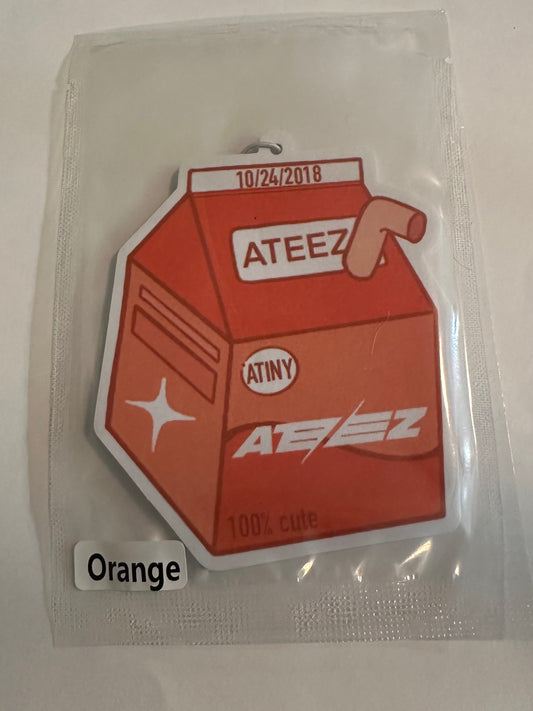 10/24/2018
ATEEZ
ATINY
ATEEZ
100% cute
Orange